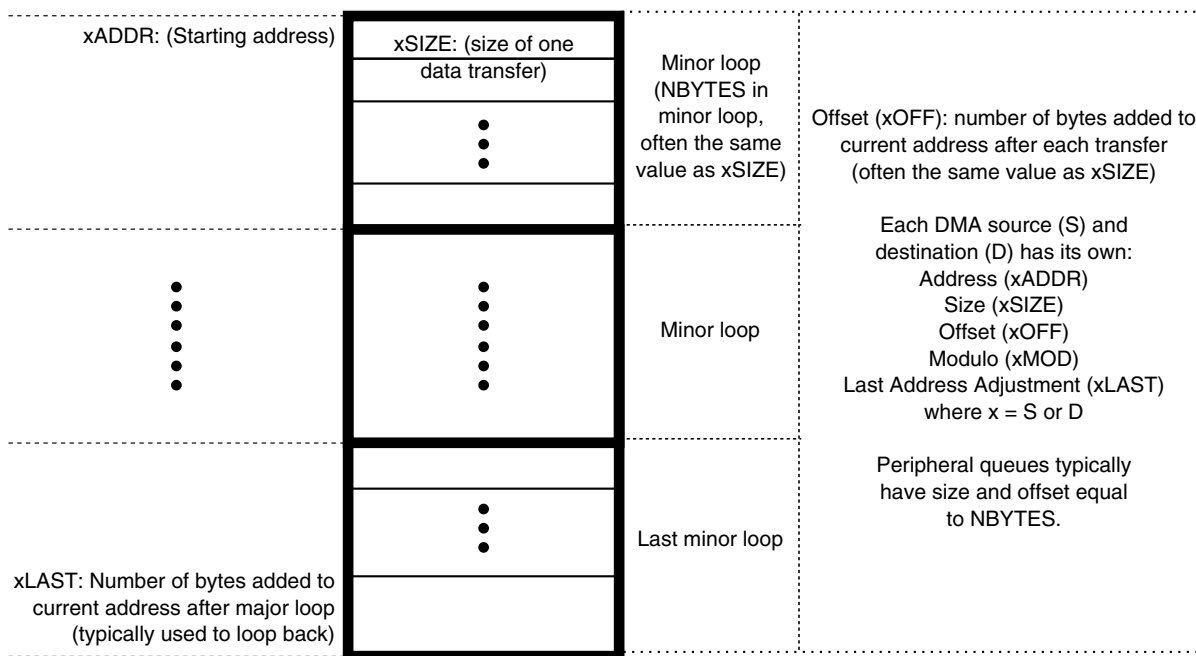 xADDR: (Starting address)
xSIZE: (size of one
data transfer)
Minor loop
(NBYTES in
minor loop,
often the same
value as xSIZE)
Offset (xOFF): number of bytes added to
current address after each transfer
(often the same value as xSIZE)
Each DMA source (S) and
destination (D) has its own:
Address (xADDR)
Size (xSIZE)
Offset (xOFF)
Modulo (xMOD)
Last Address Adjustment (xLAST)
where x = S or D
Peripheral queues typically
have size and offset equal
to NBYTES.
Minor loop
Last minor loop
xLAST: Number of bytes added to
current address after major loop
(typically used to loop back)